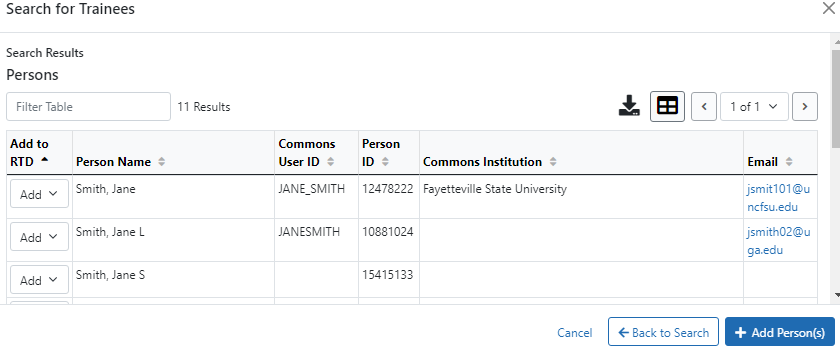 Search for Trainees
Search Results
Persons
Filter Table
11 Results
1 of 1
Add to RTD
Person Name
Commons User ID
Person ID
Commons Institution
Email
Add
Smith, Jane
JANE_SMITH
12478222
Fayetteville State University
jsmit101@u
ncfsu.edu
Add
Smith, Jane L
JANESMITH
10881024
jsmith02@u
ga.edu
Add
Smith, Jane S
15415133
Cancel
Back to Search
Add Person(s)